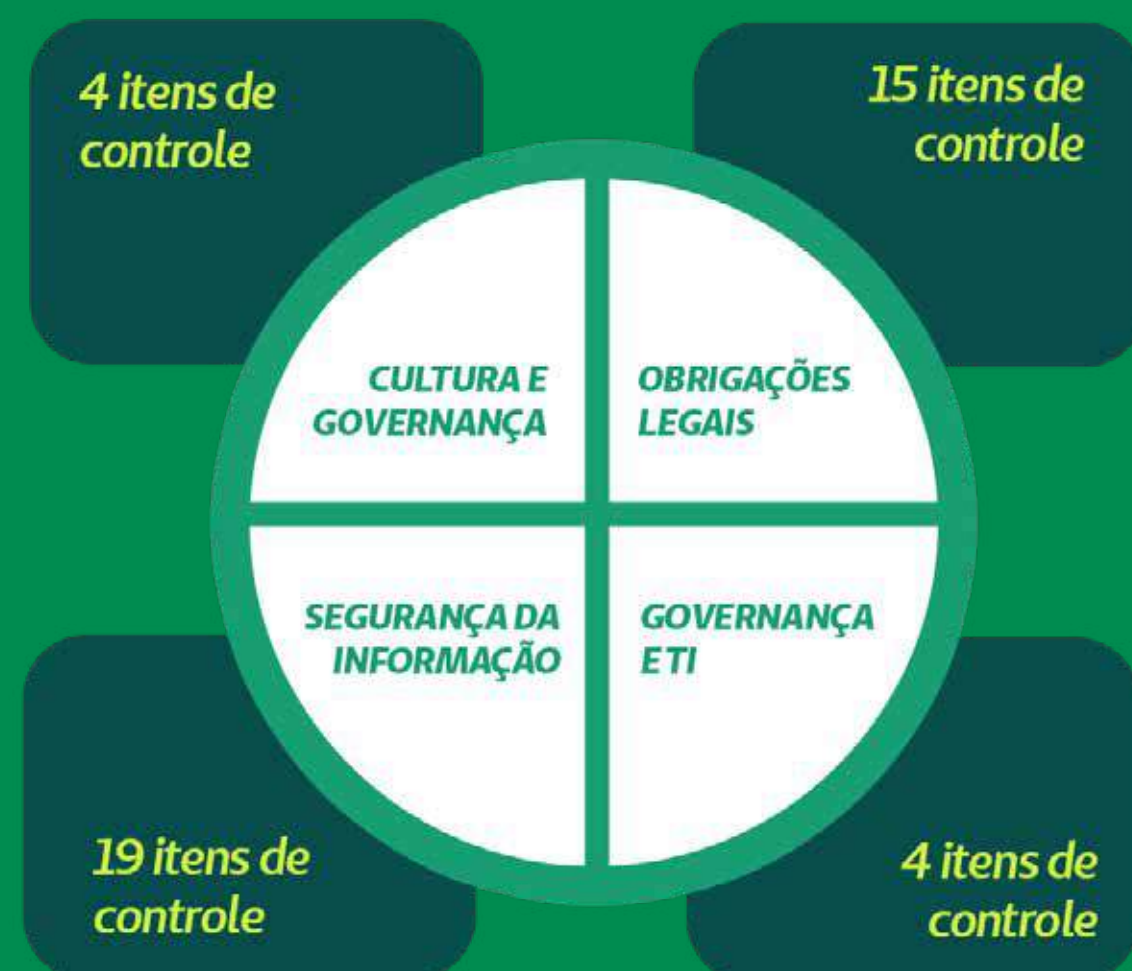 4 itens de
controle
15 itens de
controle
CULTURA E
GOVERNANÇA
OBRIGAÇÕES
LEGAIS
SEGURANÇA DA
INFORMAÇÃO
GOVERNANÇA
E TI
19 itens de
controle
4 itens de
controle